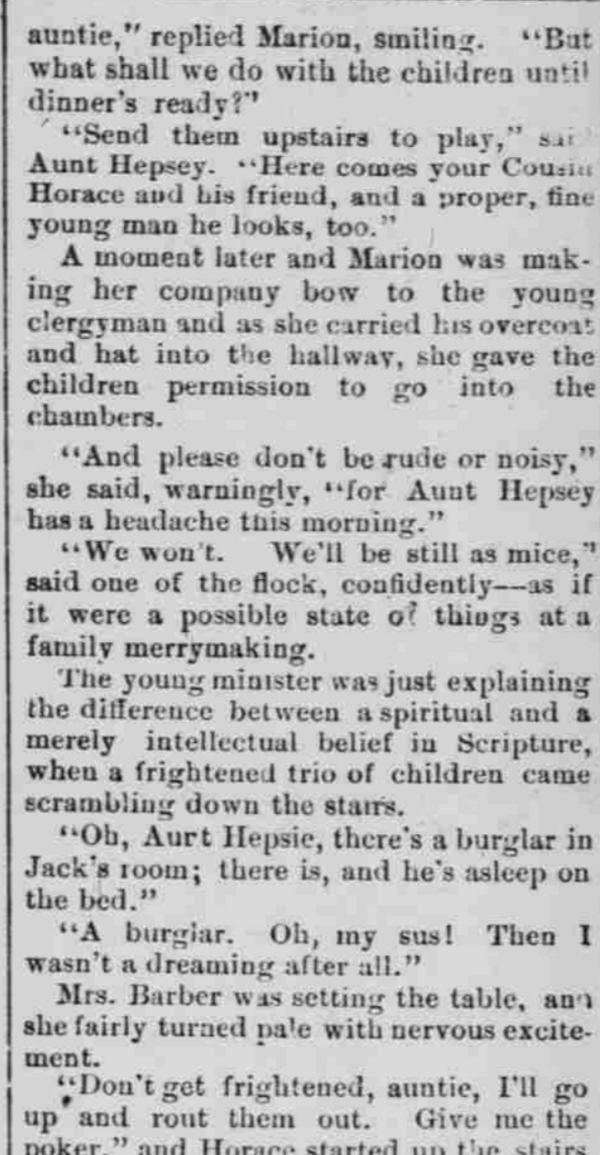 auntie," replied Marion, smiling. "But
what shall we do with the children until
dinner's ready?"
"Send them upstairs to play," sai
Aunt Hepsey. "Here comes your Cousin
Horace and his friend, and a proper, fine
young man he looks, too."
A moment later and Marion was mak-
ing her company bow to the young
clergyman and as she carried his overcoat
and hat into the hallway, she gave the
children permission to go into the
chambers.
"And please don't be rude or noisy,"
she said, warningly, "for Aunt Hepsey
has a headache this morning."
"We won't. We'll be still as mice,"
said one of the flock, confidently—as if
it were a possible state of things at a
family merrymaking.
The young minister was just explaining
the difference between a spiritual and a
merely intellectual belief in Scripture,
when a frightened trio of children came
scrambling down the stairs.
"Oh, Aurt Hepsie, there's a burglar in
Jack's room; there is, and he's asleep on
the bed."
"A burglar. Oh, my sus! Then I
wasn't a dreaming after all."
Mrs. Barber was setting the table, and
she fairly turned pale with nervous excite-
ment.
"Don't get frightened, auntie, I'll go
up and rout them out. Give me the
poker," and Horace started up the stairs